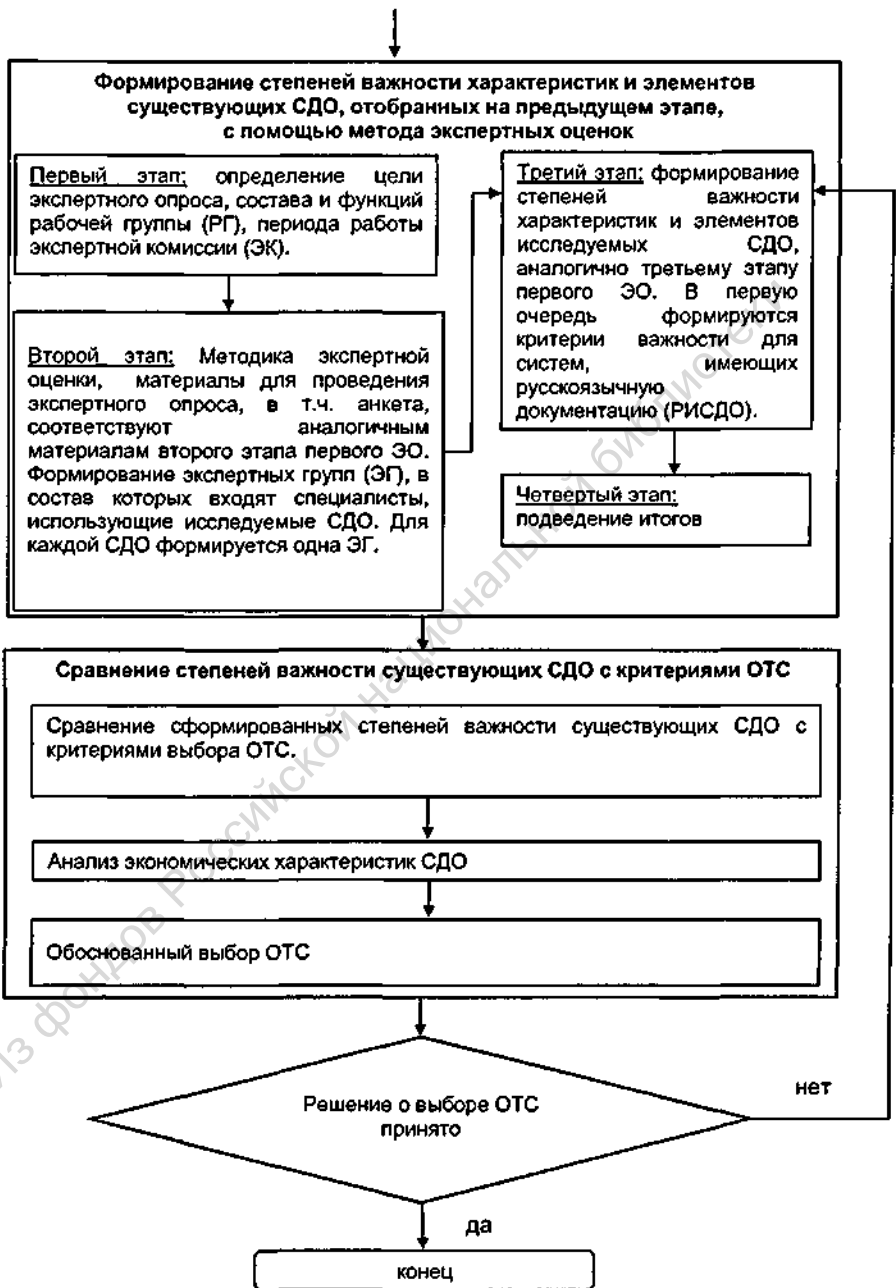 Формирование степеней важности характеристик и элементов
существующих СДО, отобранных на предыдущем этапе,
с помощью метода экспертных оценок
Первый этап: определение цели
экспертного опроса, состава и функций
рабочей группы (РГ), периода работы
экспертной комиссии (ЭК).
Второй этап: Методика экспертной
оценки, материалы для проведения
экспертного опроса, в т.ч. анкета,
соответствуют аналогичным
материалам второго этапа первого ЭО.
Формирование экспертных групп (ЭГ), в
состав которых входят специалисты,
использующие исследуемые СДО. Для
каждой СДО формируется одна ЭГ.
Третий этап: формирование
степеней важности
характеристик и элементов
исследуемых СДО,
аналогично третьему этапу
первого ЭО. В первую
очередь формируются
критерии важности для
систем, имеющих
русскоязычную
документацию (РИСДО).
Четвертый этап:
подведение итогов
Сравнение степеней важности существующих СДО с критериями ОТС
Сравнение сформированных степеней важности существующих СДО с
критериями выбора ОТС.
Анализ экономических характеристик СДО
Обоснованный выбор ОТС
Решение о выборе ОТС
принято
нет
да
конец
Из фондов Российской национальной библиотеки